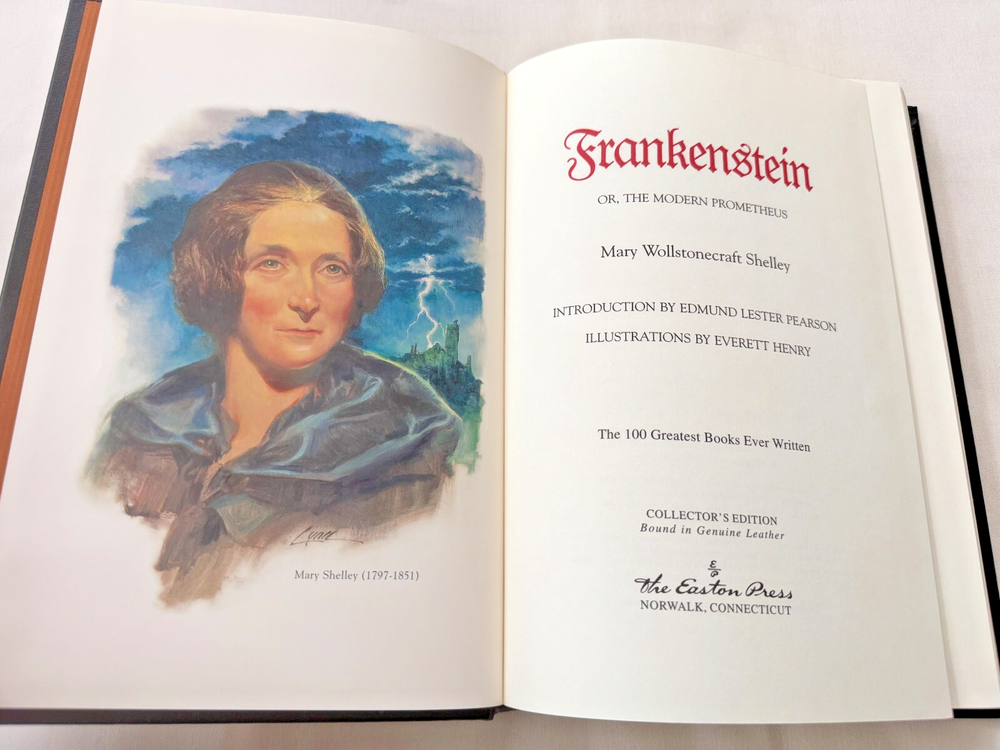 Lynn
Mary Shelley (1797-1851)
Frankenstein
OR, THE MODERN PROMETHEUS
Mary Wollstonecraft Shelley
INTRODUCTION BY EDMUND LESTER PEARSON
ILLUSTRATIONS BY EVERETT HENRY
The 100 Greatest Books Ever Written
COLLECTOR'S EDITION
Bound in Genuine Leather
E/P
The Easton Press
NORWALK, CONNECTICUT